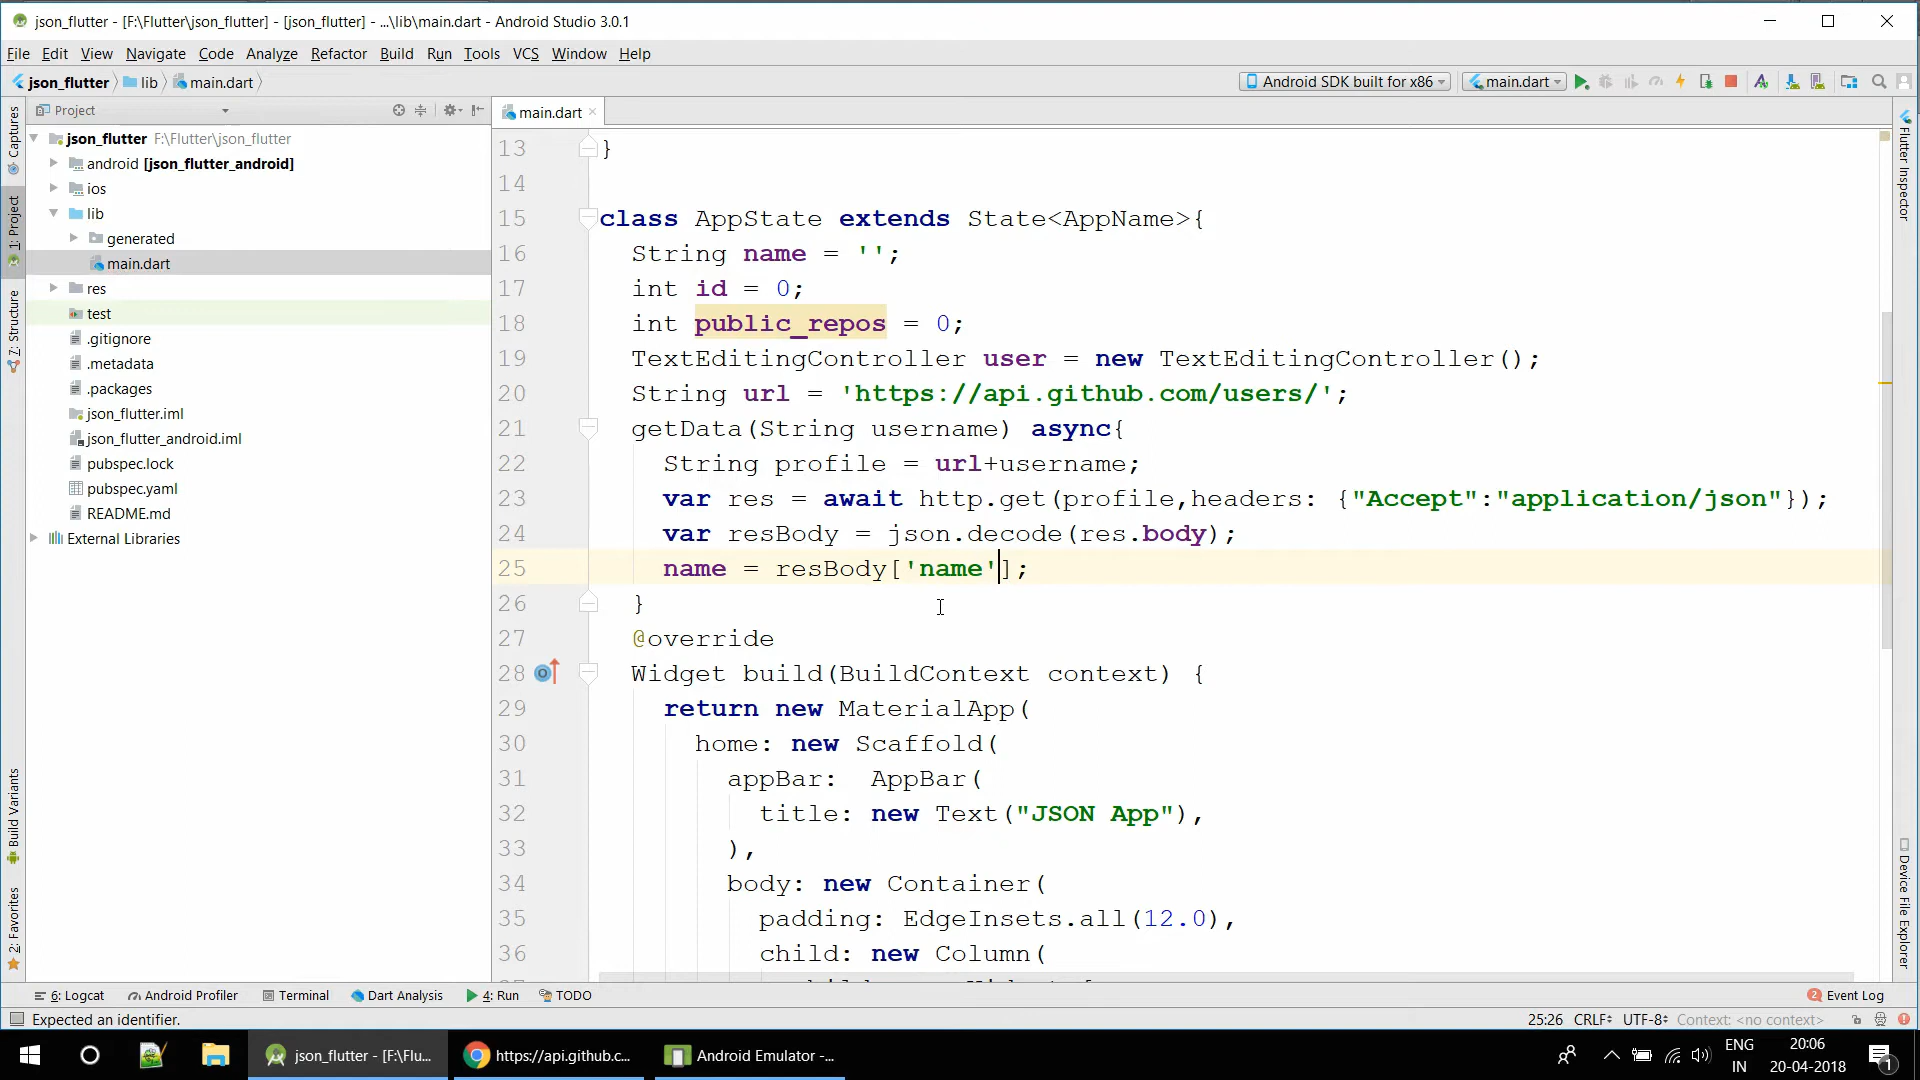 json_flutter - [F:\Flutter\json_flutter] - [json_flutter] - ...\lib\main.dart - Android Studio 3.0.1
File Edit View Navigate Code Analyze Refactor Build Run Tools VCS Window Help
json_flutter lib main.dart
Android SDK built for x86 main.dart
Project
main.dart
Captures
1: Project
7: Structure
Build Variants
2: Favorites
json_flutter F:\Flutter\json_flutter
android [json_flutter_android]
ios
lib
generated
main.dart
res
test
.gitignore
.metadata
.packages
json_flutter.iml
json_flutter_android.iml
pubspec.lock
pubspec.yaml
README.md
External Libraries
13 }
14
15 class AppState extends State<AppName>{
16 String name = '';
17 int id = 0;
18 int public_repos = 0;
19 TextEditingController user = new TextEditingController();
20 String url = 'https://api.github.com/users/';
21 getData(String username) async{
22 String profile = url+username;
23 var res = await http.get(profile,headers: {"Accept":"application/json"});
24 var resBody = json.decode(res.body);
25 name = resBody['name'];
26 }
27 @override
28 Widget build(BuildContext context) {
29 return new MaterialApp(
30 home: new Scaffold(
31 appBar: AppBar(
32 title: new Text("JSON App"),
33 ),
34 body: new Container(
35 padding: EdgeInsets.all(12.0),
36 child: new Column(
Flutter Inspector
Device File Explorer
6: Logcat Android Profiler Terminal Dart Analysis 4: Run TODO
2 Event Log
Expected an identifier.
25:26 CRLF UTF-8 Context: <no context>
json_flutter - [F:\Flu...
https://api.github.c...
Android Emulator -...
ENG
IN
20:06
20-04-2018
1